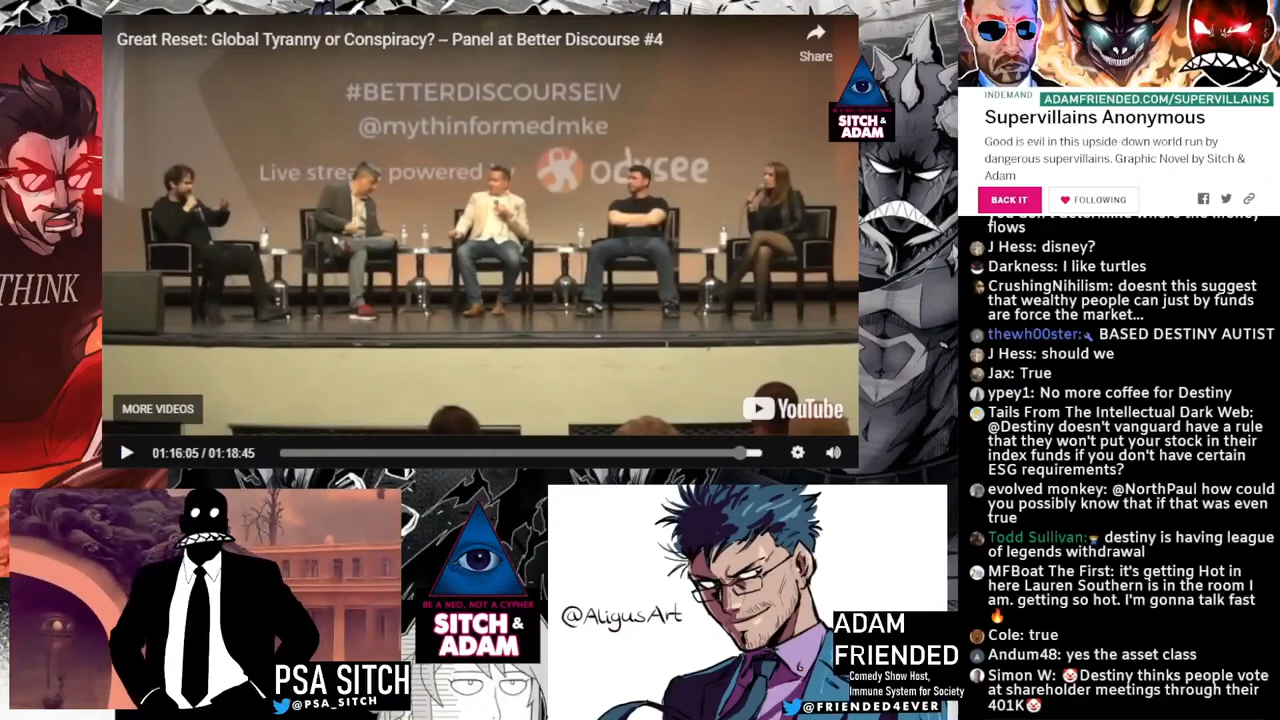 Great Reset: Global Tyranny or Conspiracy? – Panel at Better Discourse #4
Share
#BETTERDISCOURSEIV
@mythinformedmke
Live stream powered by
odysee
MORE VIDEOS
YouTube
01:16:05 / 01:18:45
BE A NEO, NOT A CYPHER
SITCH &
ADAM
THINK
INDEMAND
ADAMFRIENDED.COM/SUPERVILLAINS
Supervillains Anonymous
Good is evil in this upside-down world run by
dangerous supervillains. Graphic Novel by Sitch &
Adam
BACK IT
FOLLOWING
flows
J Hess: disney?
Darkness: I like turtles
CrushingNihilism: doesnt this suggest
that wealthy people can just by funds
are force the market...
thewh00ster: BASED DESTINY AUTIST
J Hess: should we
Jax: True
ypey1: No more coffee for Destiny
Tails From The Intellectual Dark Web:
@Destiny doesn't vanguard have a rule
that they won't put your stock in their
index funds if you don't have certain
ESG requirements?
evolved monkey: @NorthPaul how could
you possibly know that if that was even
true
Todd Sullivan: destiny is having league
of legends withdrawal
MFBoat The First: it's getting Hot in
here Lauren Southern is in the room I
am. getting so hot. I'm gonna talk fast
🔥
Cole: true
Andum48: yes the asset class
Simon W: 🤡Destiny thinks people vote
at shareholder meetings through their
401K🤡
PSA SITCH
@PSA_SITCH
BE A NEO, NOT A CYPHER
SITCH &
ADAM
@AligusArt
ADAM
FRIENDED
Comedy Show Host,
Immune System for Society
@FRIENDED4EVER